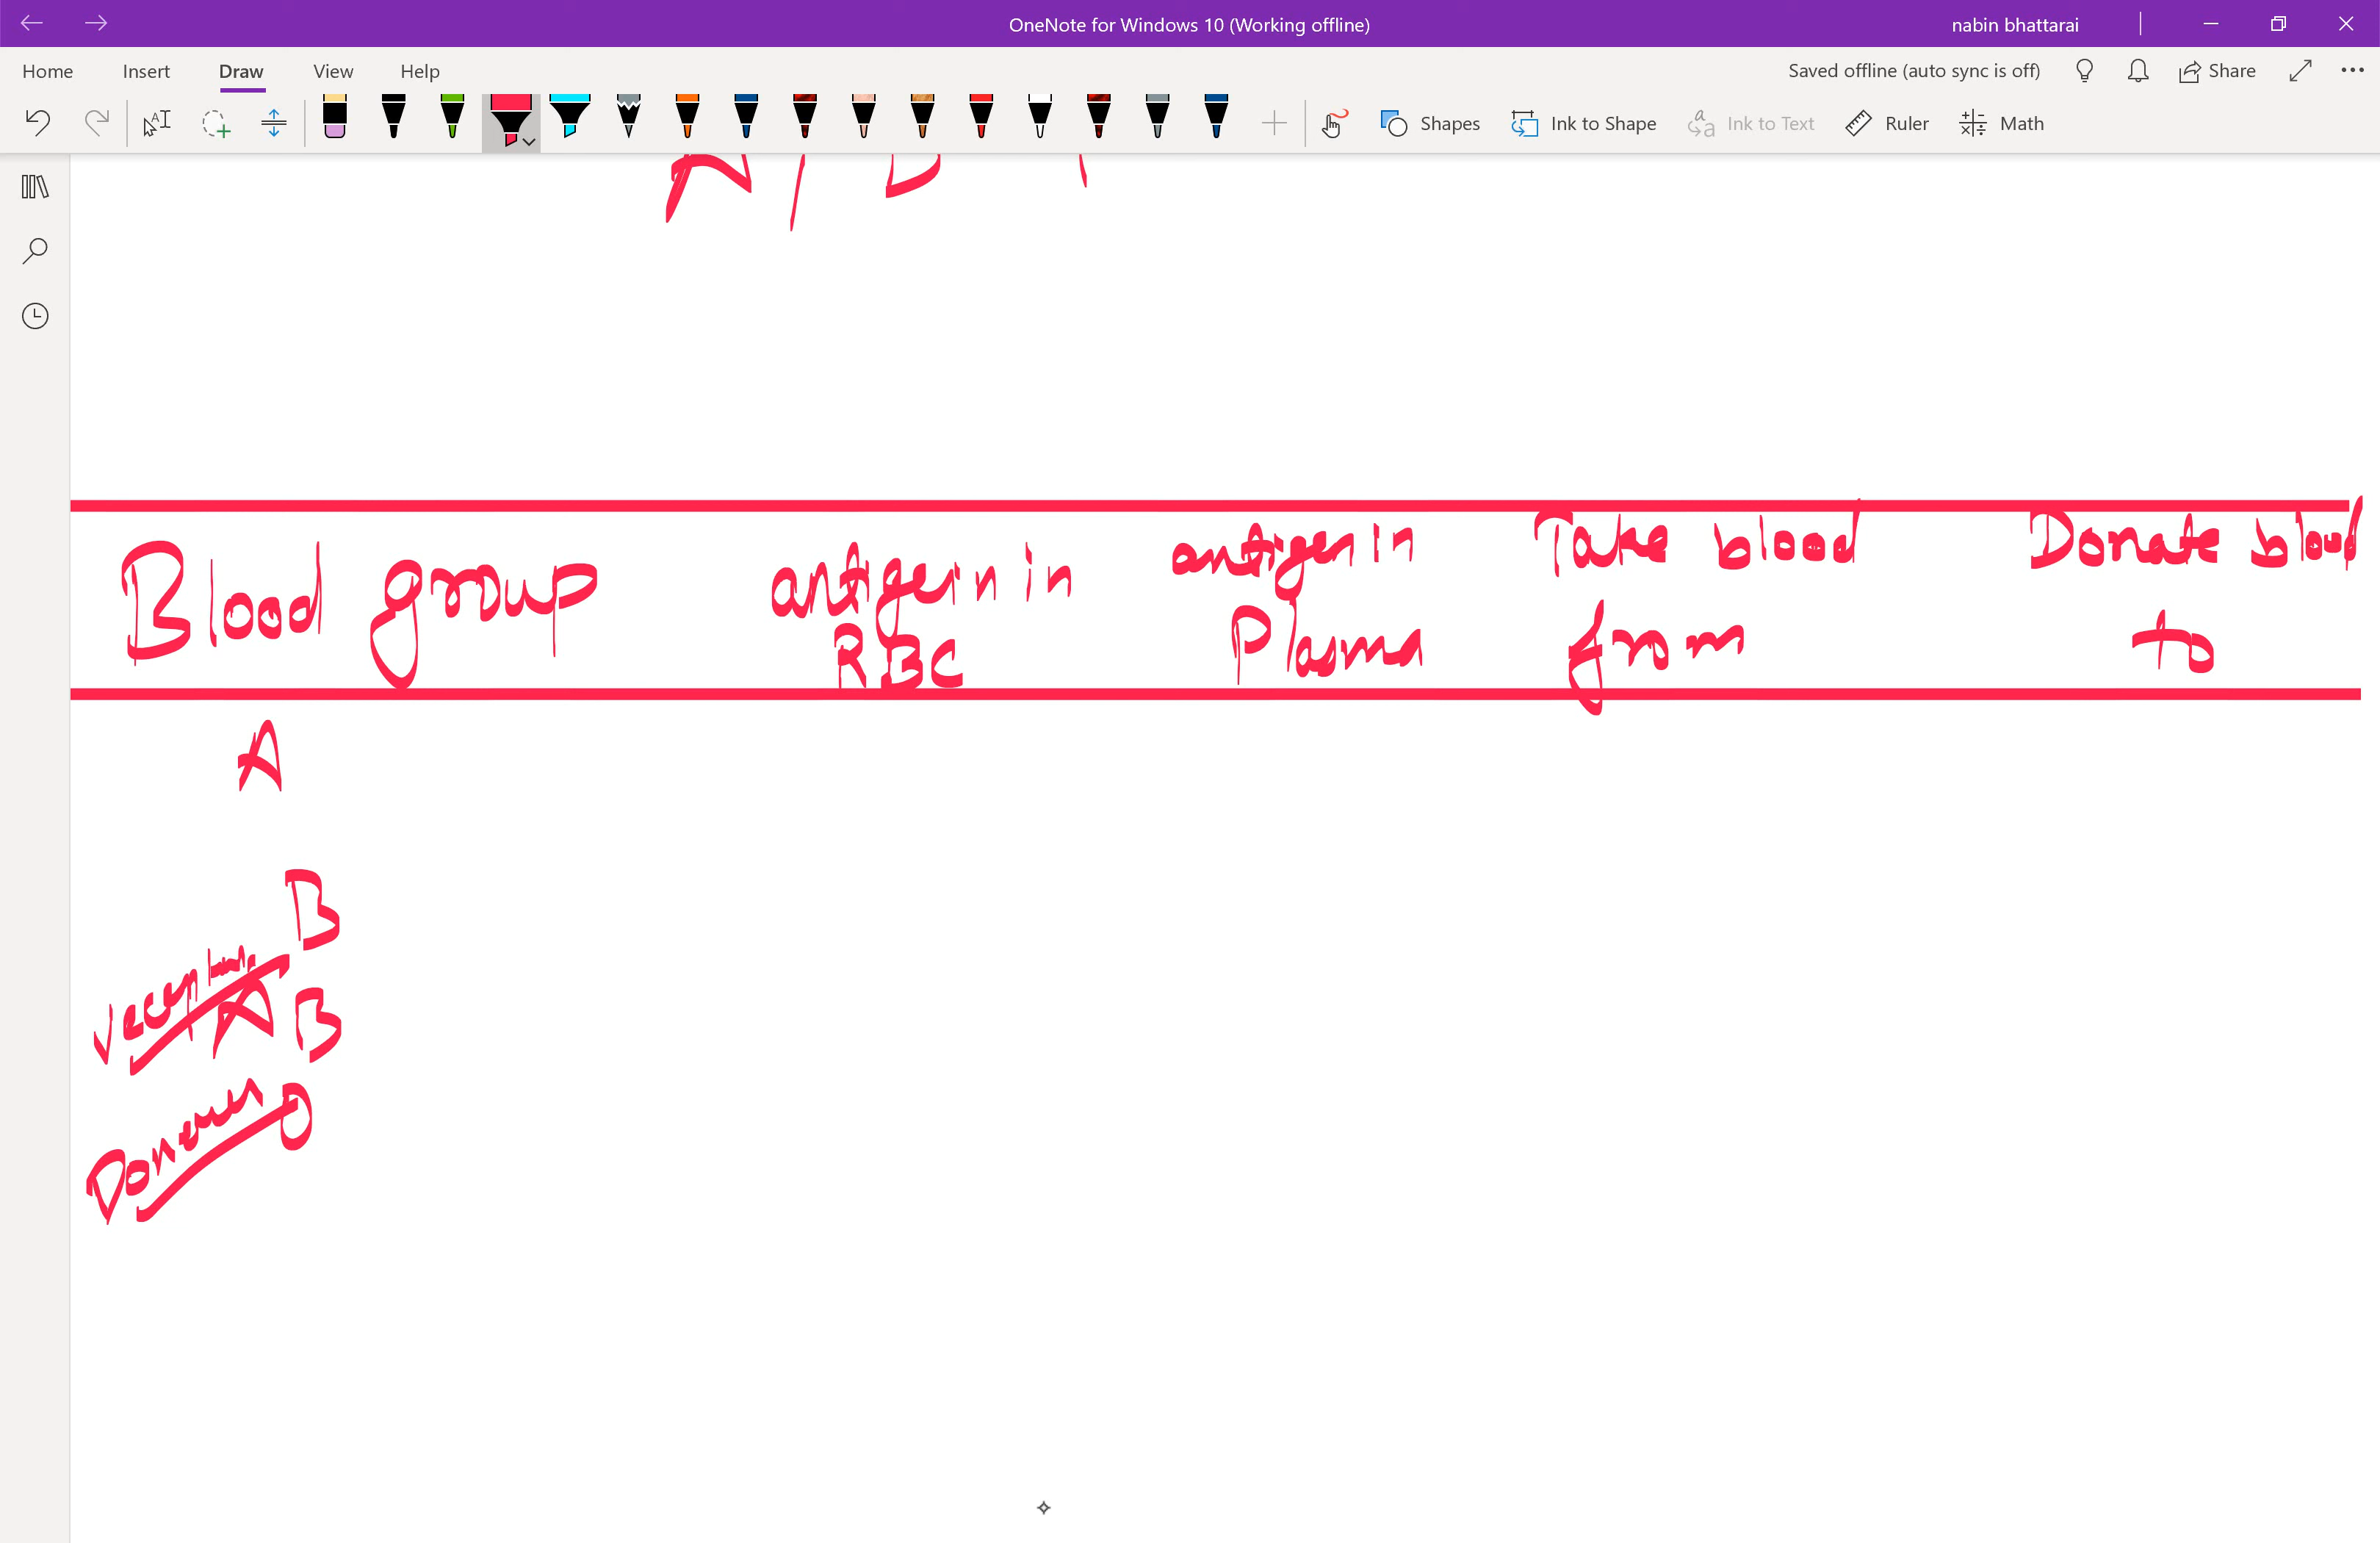 OneNote for Windows 10 (Working offline)
nabin bhattarai
Home Insert Draw View Help
Saved offline (auto sync is off) Share
Shapes Ink to Shape Ink to Text Ruler Math
Blood group
antigen in
RBC
antigen in
Plasma
Take blood
from
Donate blood
to
A
B
AB
O